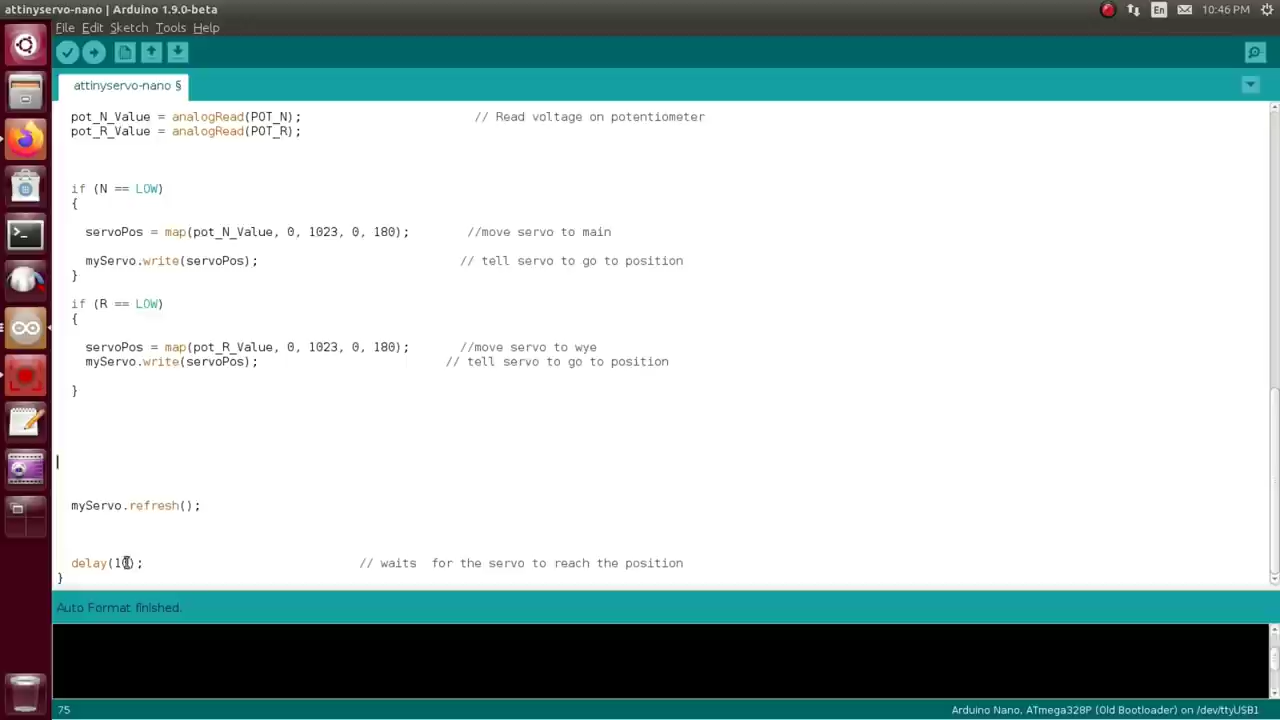 attinyservo-nano | Arduino 1.9.0-beta
En
10:46 PM
File Edit Sketch Tools Help
attinyservo-nano §
pot_N_Value = analogRead(POT_N); // Read voltage on potentiometer
pot_R_Value = analogRead(POT_R);
if (N == LOW)
{
servoPos = map(pot_N_Value, 0, 1023, 0, 180); //move servo to main
myServo.write(servoPos); // tell servo to go to position
}
if (R == LOW)
{
servoPos = map(pot_R_Value, 0, 1023, 0, 180); //move servo to wye
myServo.write(servoPos); // tell servo to go to position
}
myServo.refresh();
// waits  for the servo to reach the position
}
Auto Format finished.
75
Arduino Nano, ATmega328P (Old Bootloader) on /dev/ttyUSB1